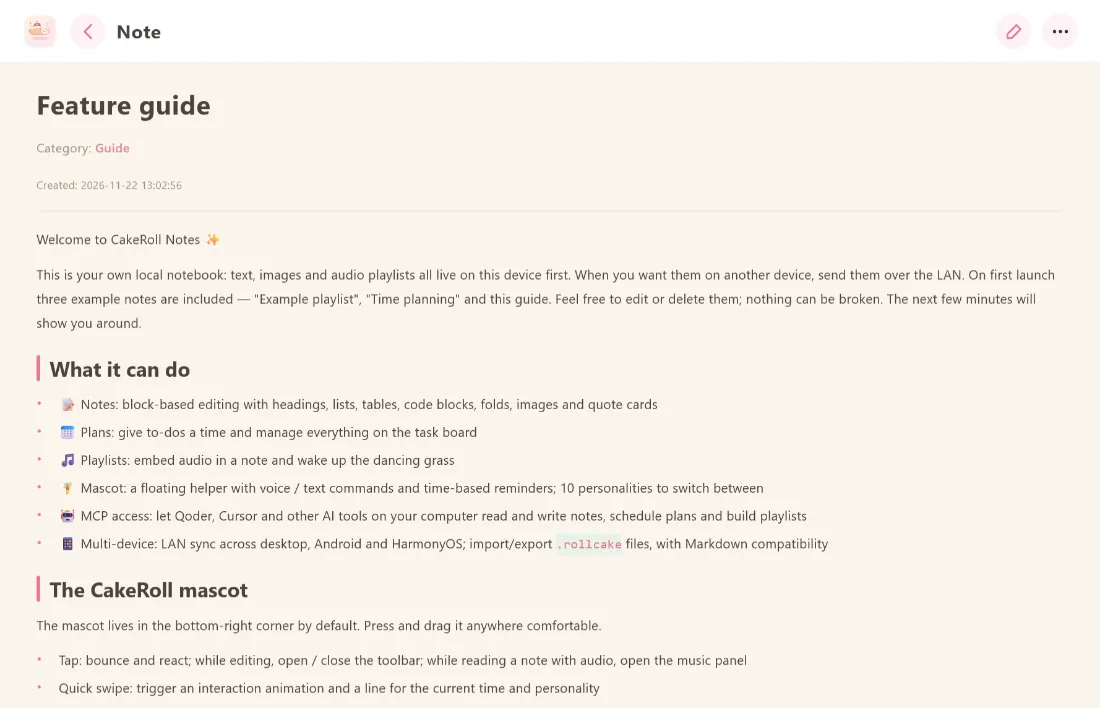 Note
Feature guide
Category: Guide
Created: 2026-11-22 13:02:56
Welcome to CakeRoll Notes ✨
This is your own local notebook: text, images and audio playlists all live on this device first. When you want them on another device, send them over the LAN. On first launch
three example notes are included — "Example playlist", "Time planning" and this guide. Feel free to edit or delete them; nothing can be broken. The next few minutes will
show you around.
What it can do
• 📝 Notes: block-based editing with headings, lists, tables, code blocks, folds, images and quote cards
• 🗓️ Plans: give to-dos a time and manage everything on the task board
• 🎵 Playlists: embed audio in a note and wake up the dancing grass
• 🧚 Mascot: a floating helper with voice / text commands and time-based reminders; 10 personalities to switch between
• 🤖 MCP access: let Qoder, Cursor and other AI tools on your computer read and write notes, schedule plans and build playlists
• 📱 Multi-device: LAN sync across desktop, Android and HarmonyOS; import/export .rollcake files, with Markdown compatibility
The CakeRoll mascot
The mascot lives in the bottom-right corner by default. Press and drag it anywhere comfortable.
• Tap: bounce and react; while editing, open / close the toolbar; while reading a note with audio, open the music panel
• Quick swipe: trigger an interaction animation and a line for the current time and personality